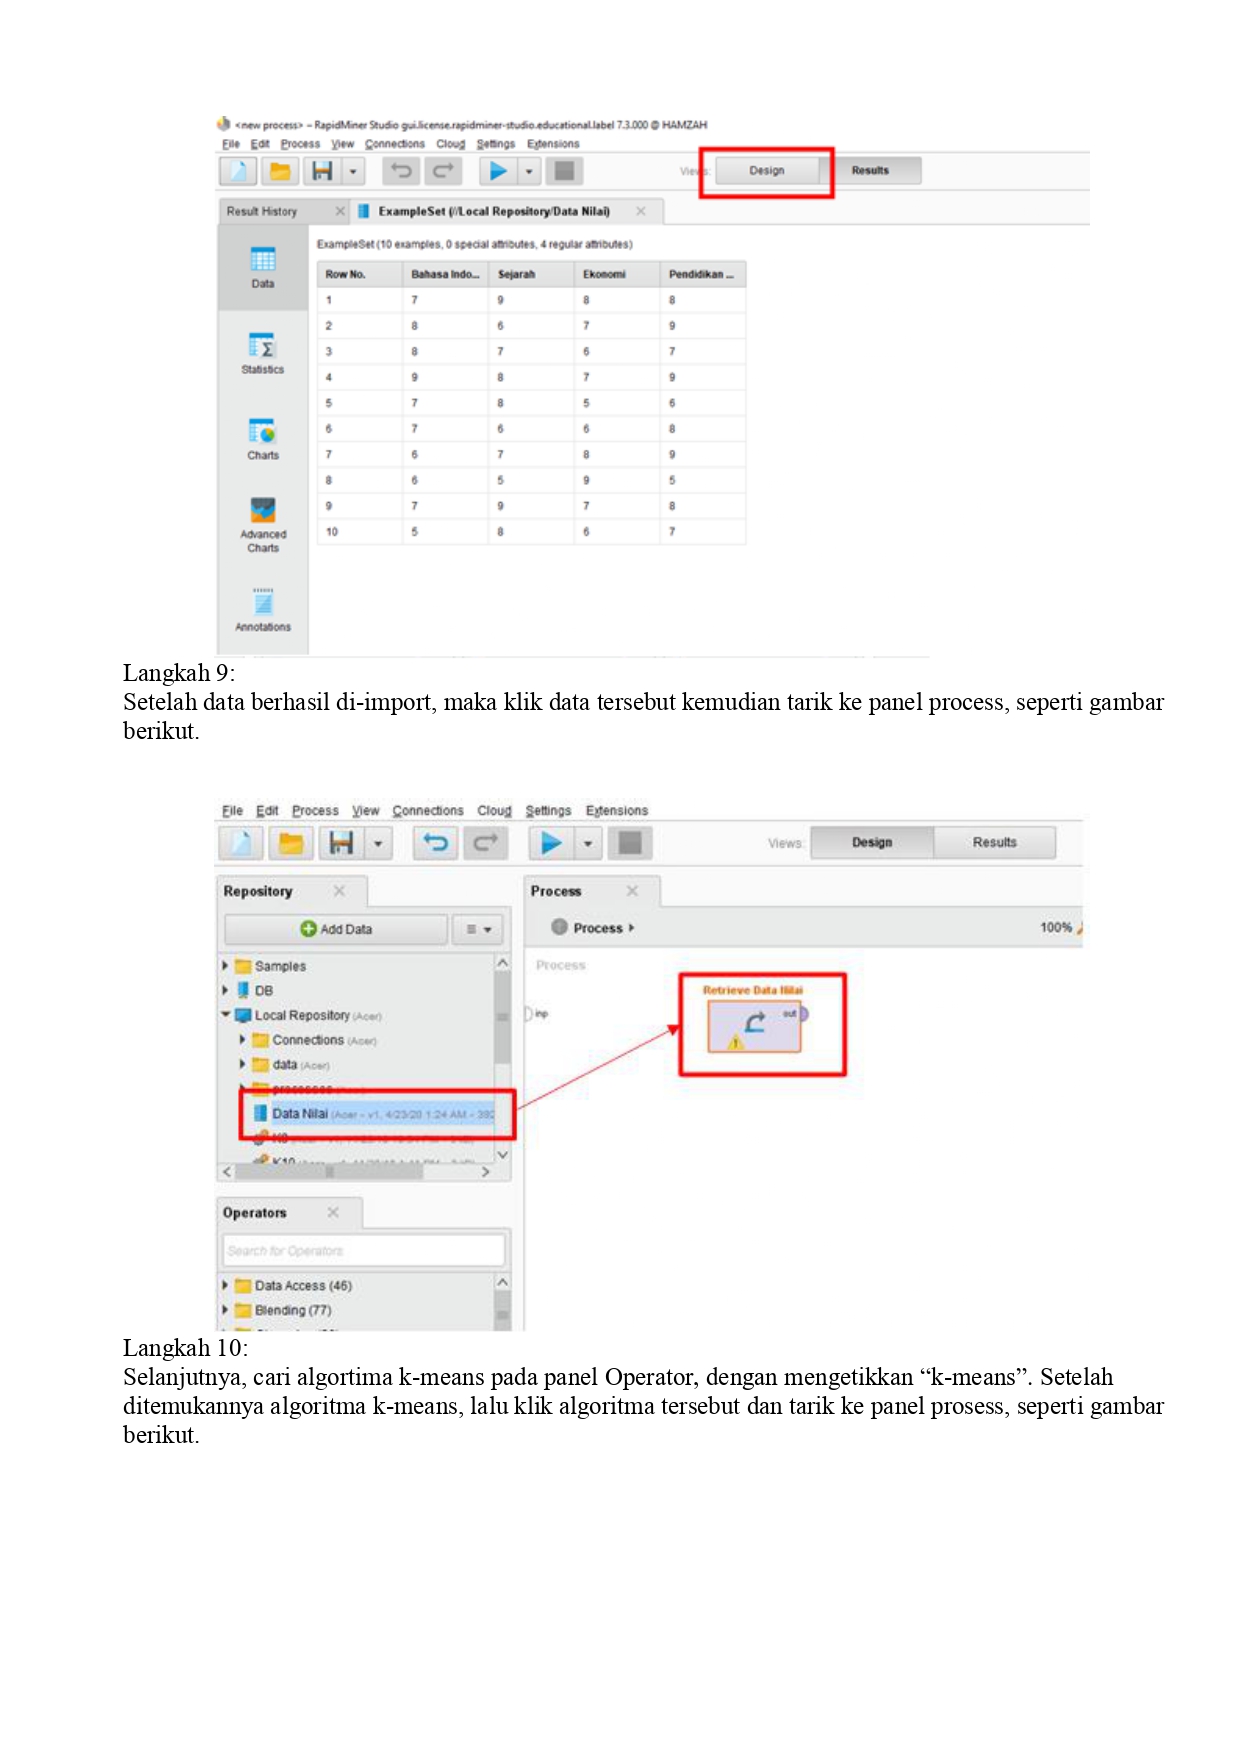 <new process> – RapidMiner Studio gui.license.rapidminer-studio.educational.label 7.3.000 @ HAMZAH
File Edit Process View Connections Cloud Settings Extensions
Views: Design Results
Result History ExampleSet (//Local Repository/Data Nilai)
ExampleSet (10 examples, 0 special attributes, 4 regular attributes)
Row No. Bahasa Indo... Sejarah Ekonomi Pendidikan ...
1 7 9 8 8
2 8 6 7 9
3 8 7 6 7
4 9 8 7 9
5 7 8 5 6
6 7 6 6 8
7 6 7 8 9
8 6 5 9 5
9 7 9 7 8
10 5 8 6 7
Data
Statistics
Charts
Advanced
Charts
Annotations
Langkah 9:
Setelah data berhasil di-import, maka klik data tersebut kemudian tarik ke panel process, seperti gambar
berikut.
File Edit Process View Connections Cloud Settings Extensions
Views: Design Results
Repository
Add Data
Samples
DB
Local Repository (Acer)
Connections (Acer)
data (Acer)
Data Nilai (Acer - v1, 4/23/20 1:24 AM - 392
K10
Operators
Search for Operators
Data Access (46)
Blending (77)
Process
Process
100%
Process
inp
Retrieve Data Nilai
out
Langkah 10:
Selanjutnya, cari algortima k-means pada panel Operator, dengan mengetikkan “k-means”. Setelah
ditemukannya algoritma k-means, lalu klik algoritma tersebut dan tarik ke panel prosess, seperti gambar
berikut.